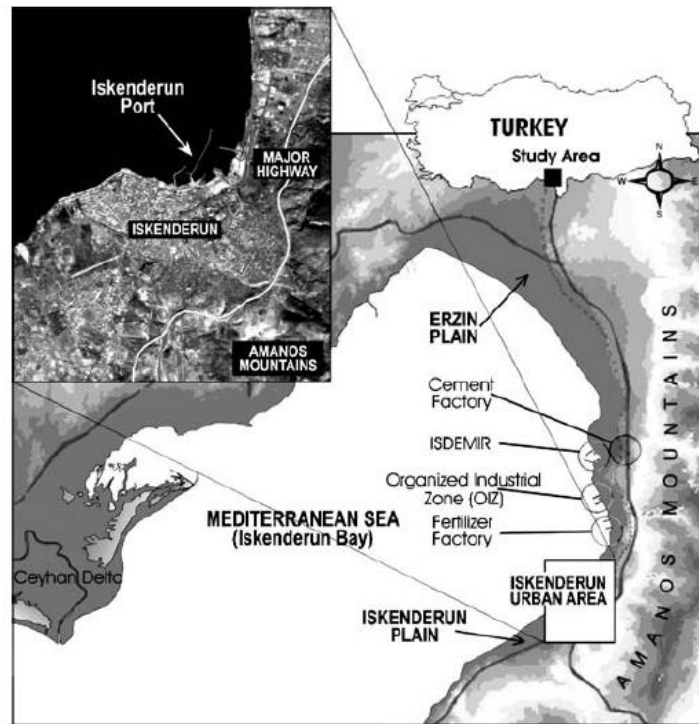 Iskenderun
Port
MAJOR
HIGHWAY
ISKENDERUN
AMANOS
MOUNTAINS
TURKEY
Study Area
N
W
E
S
ERZIN
PLAIN
Cement
Factory
ISDEMIR
Organized Industrial
Zone (OIZ)
Fertilizer
Factory
MEDITERRANEAN SEA
(Iskenderun Bay)
Ceyhan Delta
ISKENDERUN
URBAN AREA
ISKENDERUN
PLAIN
AMANOS MOUNTAINS